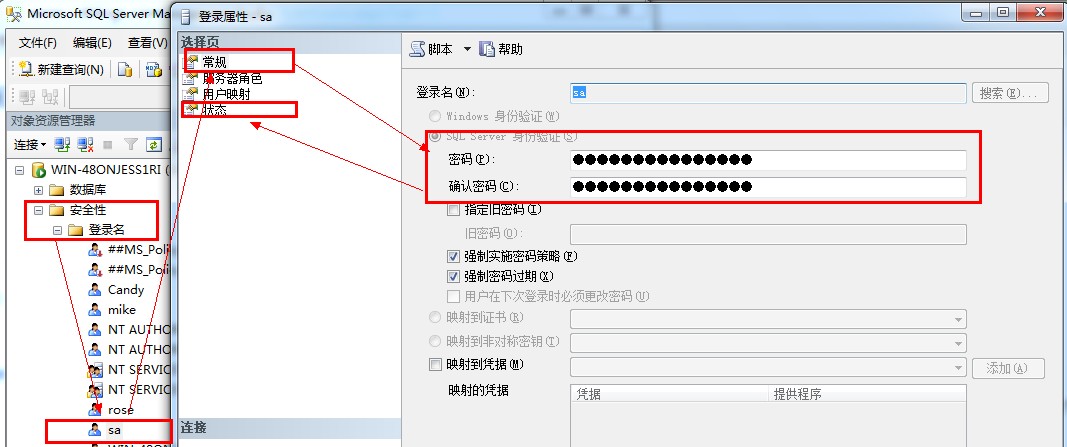 Microsoft SQL Server Ma
文件(F) 编辑(E) 查看(V)
新建查询(N)
对象资源管理器
连接
WIN-48ONJESS1RI
数据库
安全性
登录名
##MS_Poli
##MS_Poli
Candy
mike
NT AUTHO
NT AUTHO
NT SERVIC
NT SERVIC
rose
sa
WIN-48ON
登录属性 - sa
选择页
常规
服务器角色
用户映射
状态
连接
脚本 帮助
登录名(N): sa 搜索(E)...
Windows 身份验证(W)
SQL Server 身份验证(S)
密码(P): ●●●●●●●●●●●●●●●
确认密码(C): ●●●●●●●●●●●●●●●
指定旧密码(I)
旧密码(O):
强制实施密码策略(F)
强制密码过期(X)
用户在下次登录时必须更改密码(U)
映射到证书(R)
映射到非对称密钥(T)
映射到凭据(M) 添加(A)
映射的凭据 凭据 提供程序